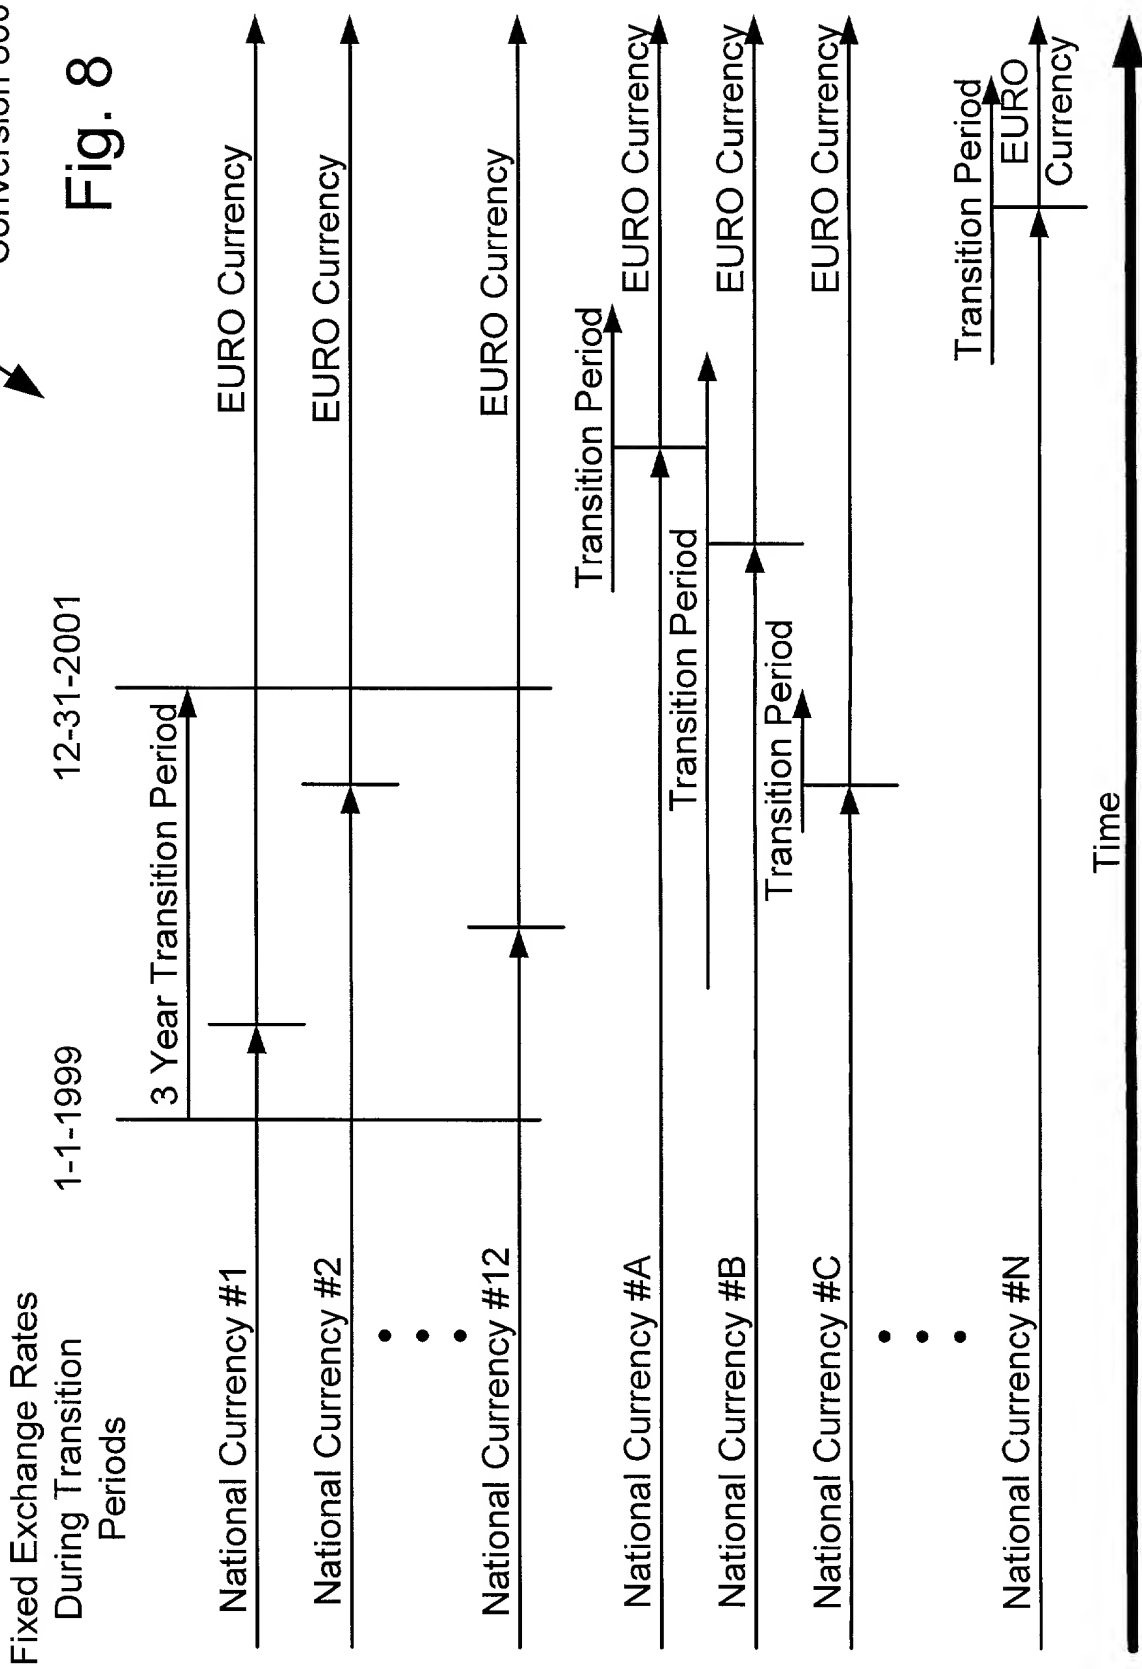 Fig. 8
Fixed Exchange Rates
During Transition
Periods
1-1-1999
12-31-2001
3 Year Transition Period
National Currency #1
EURO Currency
National Currency #2
EURO Currency
National Currency #12
EURO Currency
Transition Period
National Currency #A
EURO Currency
Transition Period
National Currency #B
EURO Currency
Transition Period
National Currency #C
EURO Currency
Transition Period
National Currency #N
EURO
Currency
Time